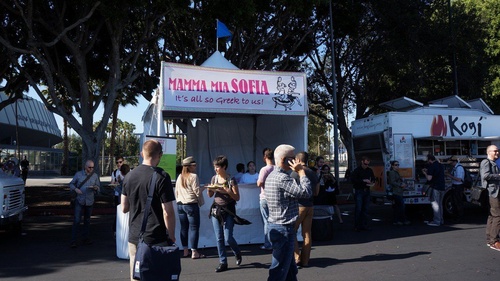 MAMMA MIA SOFIA
It's all so Greek to us!
Kogi